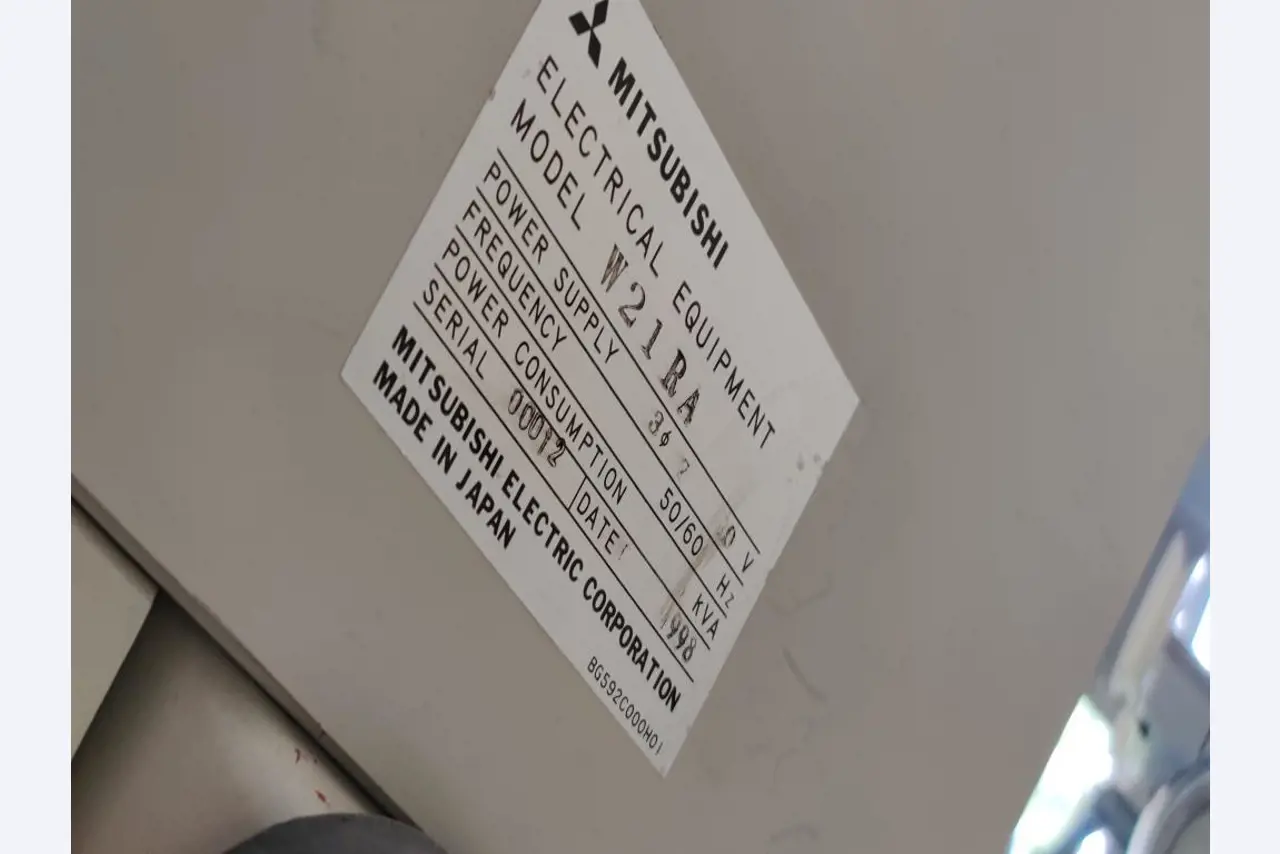 MITSUBISHI
ELECTRICAL EQUIPMENT
MODEL W21RA
POWER SUPPLY 3φ V
FREQUENCY 50/60 Hz
POWER CONSUMPTION KVA
SERIAL 00012 DATE 1998
MITSUBISHI ELECTRIC CORPORATION
MADE IN JAPAN
BG592C000H01